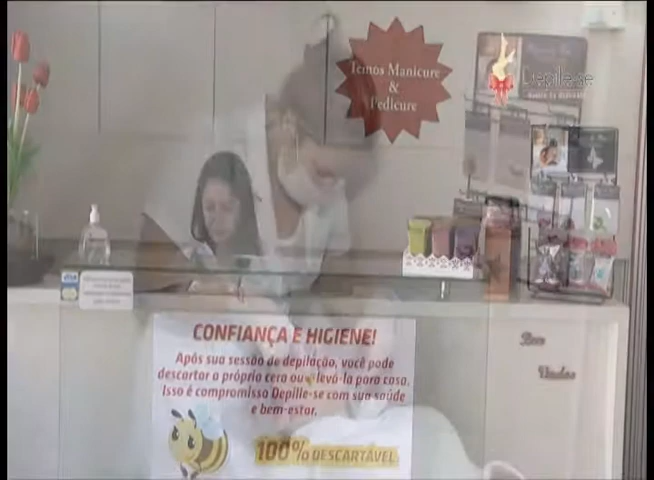 Temos Manicure
&
Pedicure
Depille-se
CONFIANÇA E HIGIENE!
Após sua sessão de depilação, você pode
descartar a própria cera ou levá-la para casa.
Isso é compromisso Depille-se com sua saúde
e bem-estar.
100% DESCARTÁVEL.